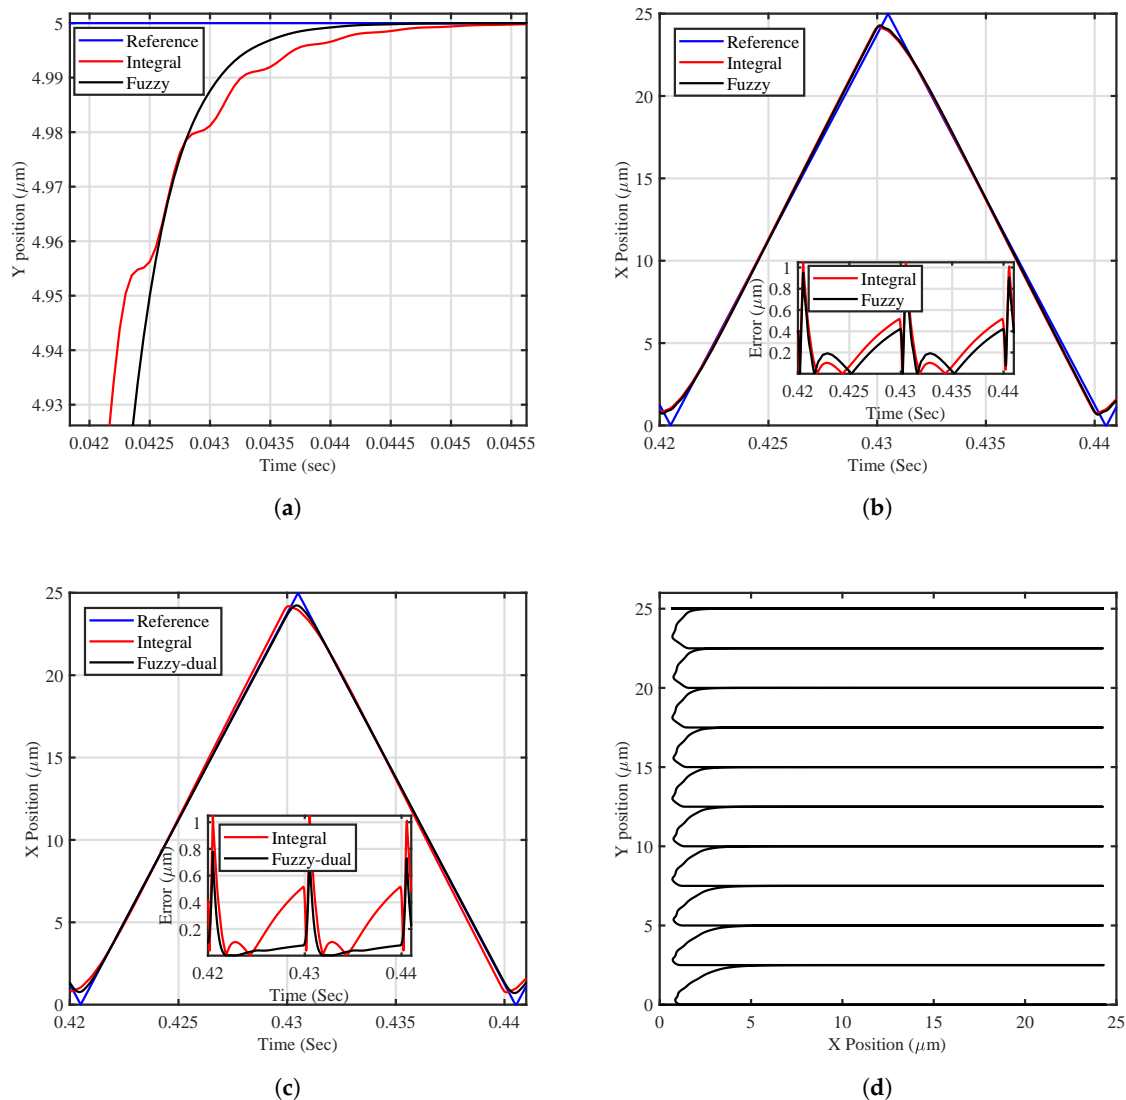 5
4.99
4.98
4.97
4.96
4.95
4.94
4.93
Y position (μm)
Reference
Integral
Fuzzy
0.042 0.0425 0.043 0.0435 0.044 0.0445 0.045 0.0455
Time (sec)
(a)
25
20
15
10
5
0
X Position (μm)
Reference
Integral
Fuzzy
1
0.8
0.6
0.4
0.2
Error (μm)
Integral
Fuzzy
0.42 0.425 0.43 0.435 0.44
Time (Sec)
0.42 0.425 0.43 0.435 0.44
Time (Sec)
(b)
25
20
15
10
5
0
X Position (μm)
Reference
Integral
Fuzzy-dual
1
0.8
0.6
0.4
0.2
Error (μm)
Integral
Fuzzy-dual
0.42 0.43 0.44
Time (Sec)
0.42 0.425 0.43 0.435 0.44
Time (Sec)
(c)
25
20
15
10
5
0
Y position (μm)
0 5 10 15 20 25
X Position (μm)
(d)